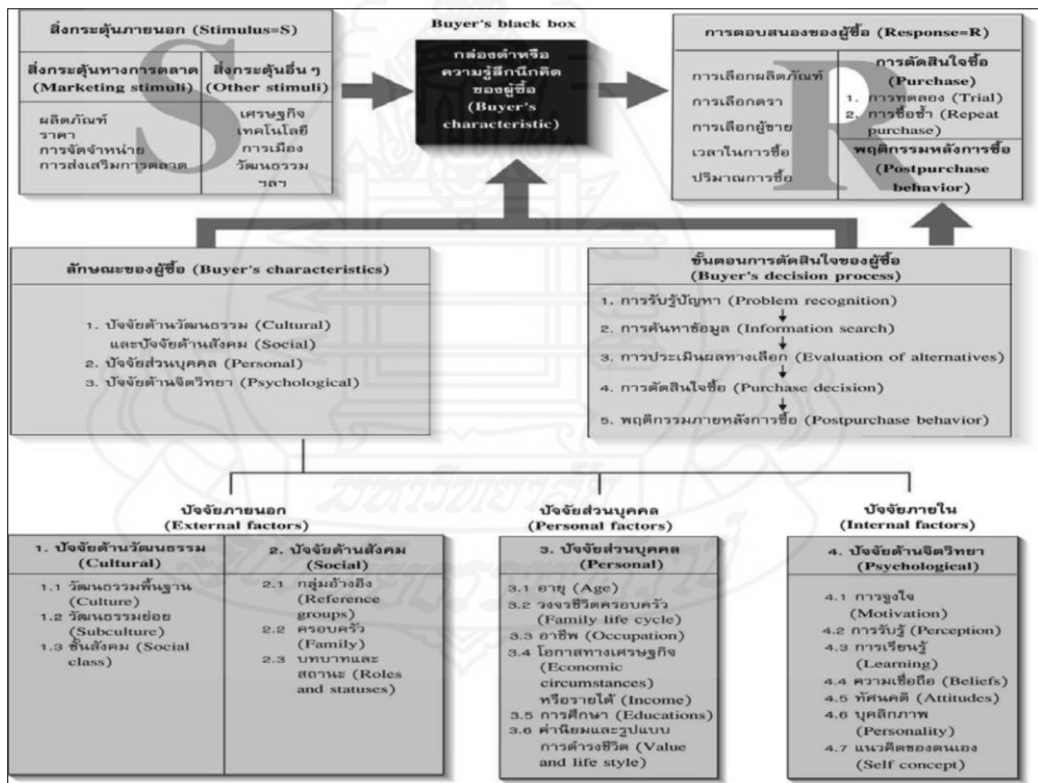 สิ่งกระตุ้นภายนอก (Stimulus=S)
สิ่งกระตุ้นทางการตลาด
(Marketing stimuli)
ผลิตภัณฑ์
ราคา
การจัดจำหน่าย
การส่งเสริมการตลาด
สิ่งกระตุ้นอื่น ๆ
(Other stimuli)
เศรษฐกิจ
เทคโนโลยี
การเมือง
วัฒนธรรม
ฯลฯ
S
Buyer's black box
กล่องดำหรือ
ความรู้สึกนึกคิด
ของผู้ซื้อ
(Buyer's
characteristic)
การตอบสนองของผู้ซื้อ (Response=R)
การเลือกผลิตภัณฑ์
การเลือกตรา
การเลือกผู้ขาย
เวลาในการซื้อ
ปริมาณการซื้อ
การตัดสินใจซื้อ
(Purchase)
1. การทดลอง (Trial)
2. การซื้อซ้ำ (Repeat
purchase)
พฤติกรรมหลังการซื้อ
(Postpurchase
behavior)
R
ลักษณะของผู้ซื้อ (Buyer's characteristics)
1. ปัจจัยด้านวัฒนธรรม (Cultural)
และปัจจัยด้านสังคม (Social)
2. ปัจจัยส่วนบุคคล (Personal)
3. ปัจจัยด้านจิตวิทยา (Psychological)
ขั้นตอนการตัดสินใจของผู้ซื้อ
(Buyer's decision process)
1. การรับรู้ปัญหา (Problem recognition)
2. การค้นหาข้อมูล (Information search)
3. การประเมินผลทางเลือก (Evaluation of alternatives)
4. การตัดสินใจซื้อ (Purchase decision)
5. พฤติกรรมภายหลังการซื้อ (Postpurchase behavior)
ปัจจัยภายนอก
(External factors)
1. ปัจจัยด้านวัฒนธรรม
(Cultural)
1.1 วัฒนธรรมพื้นฐาน
(Culture)
1.2 วัฒนธรรมย่อย
(Subculture)
1.3 ชั้นสังคม (Social
class)
2. ปัจจัยด้านสังคม
(Social)
2.1 กลุ่มอ้างอิง
(Reference
groups)
2.2 ครอบครัว
(Family)
2.3 บทบาทและ
สถานะ (Roles
and statuses)
ปัจจัยส่วนบุคคล
(Personal factors)
3. ปัจจัยส่วนบุคคล
(Personal)
3.1 อายุ (Age)
3.2 วงจรชีวิตครอบครัว
(Family life cycle)
3.3 อาชีพ (Occupation)
3.4 โอกาสทางเศรษฐกิจ
(Economic
circumstances)
หรือรายได้ (Income)
3.5 การศึกษา (Educations)
3.6 ค่านิยมและรูปแบบ
การดำรงชีวิต (Value
and life style)
ปัจจัยภายใน
(Internal factors)
4. ปัจจัยด้านจิตวิทยา
(Psychological)
4.1 การจูงใจ
(Motivation)
4.2 การรับรู้ (Perception)
4.3 การเรียนรู้
(Learning)
4.4 ความเชื่อถือ (Beliefs)
4.5 ทัศนคติ (Attitudes)
4.6 บุคลิกภาพ
(Personality)
4.7 แนวคิดของตนเอง
(Self concept)